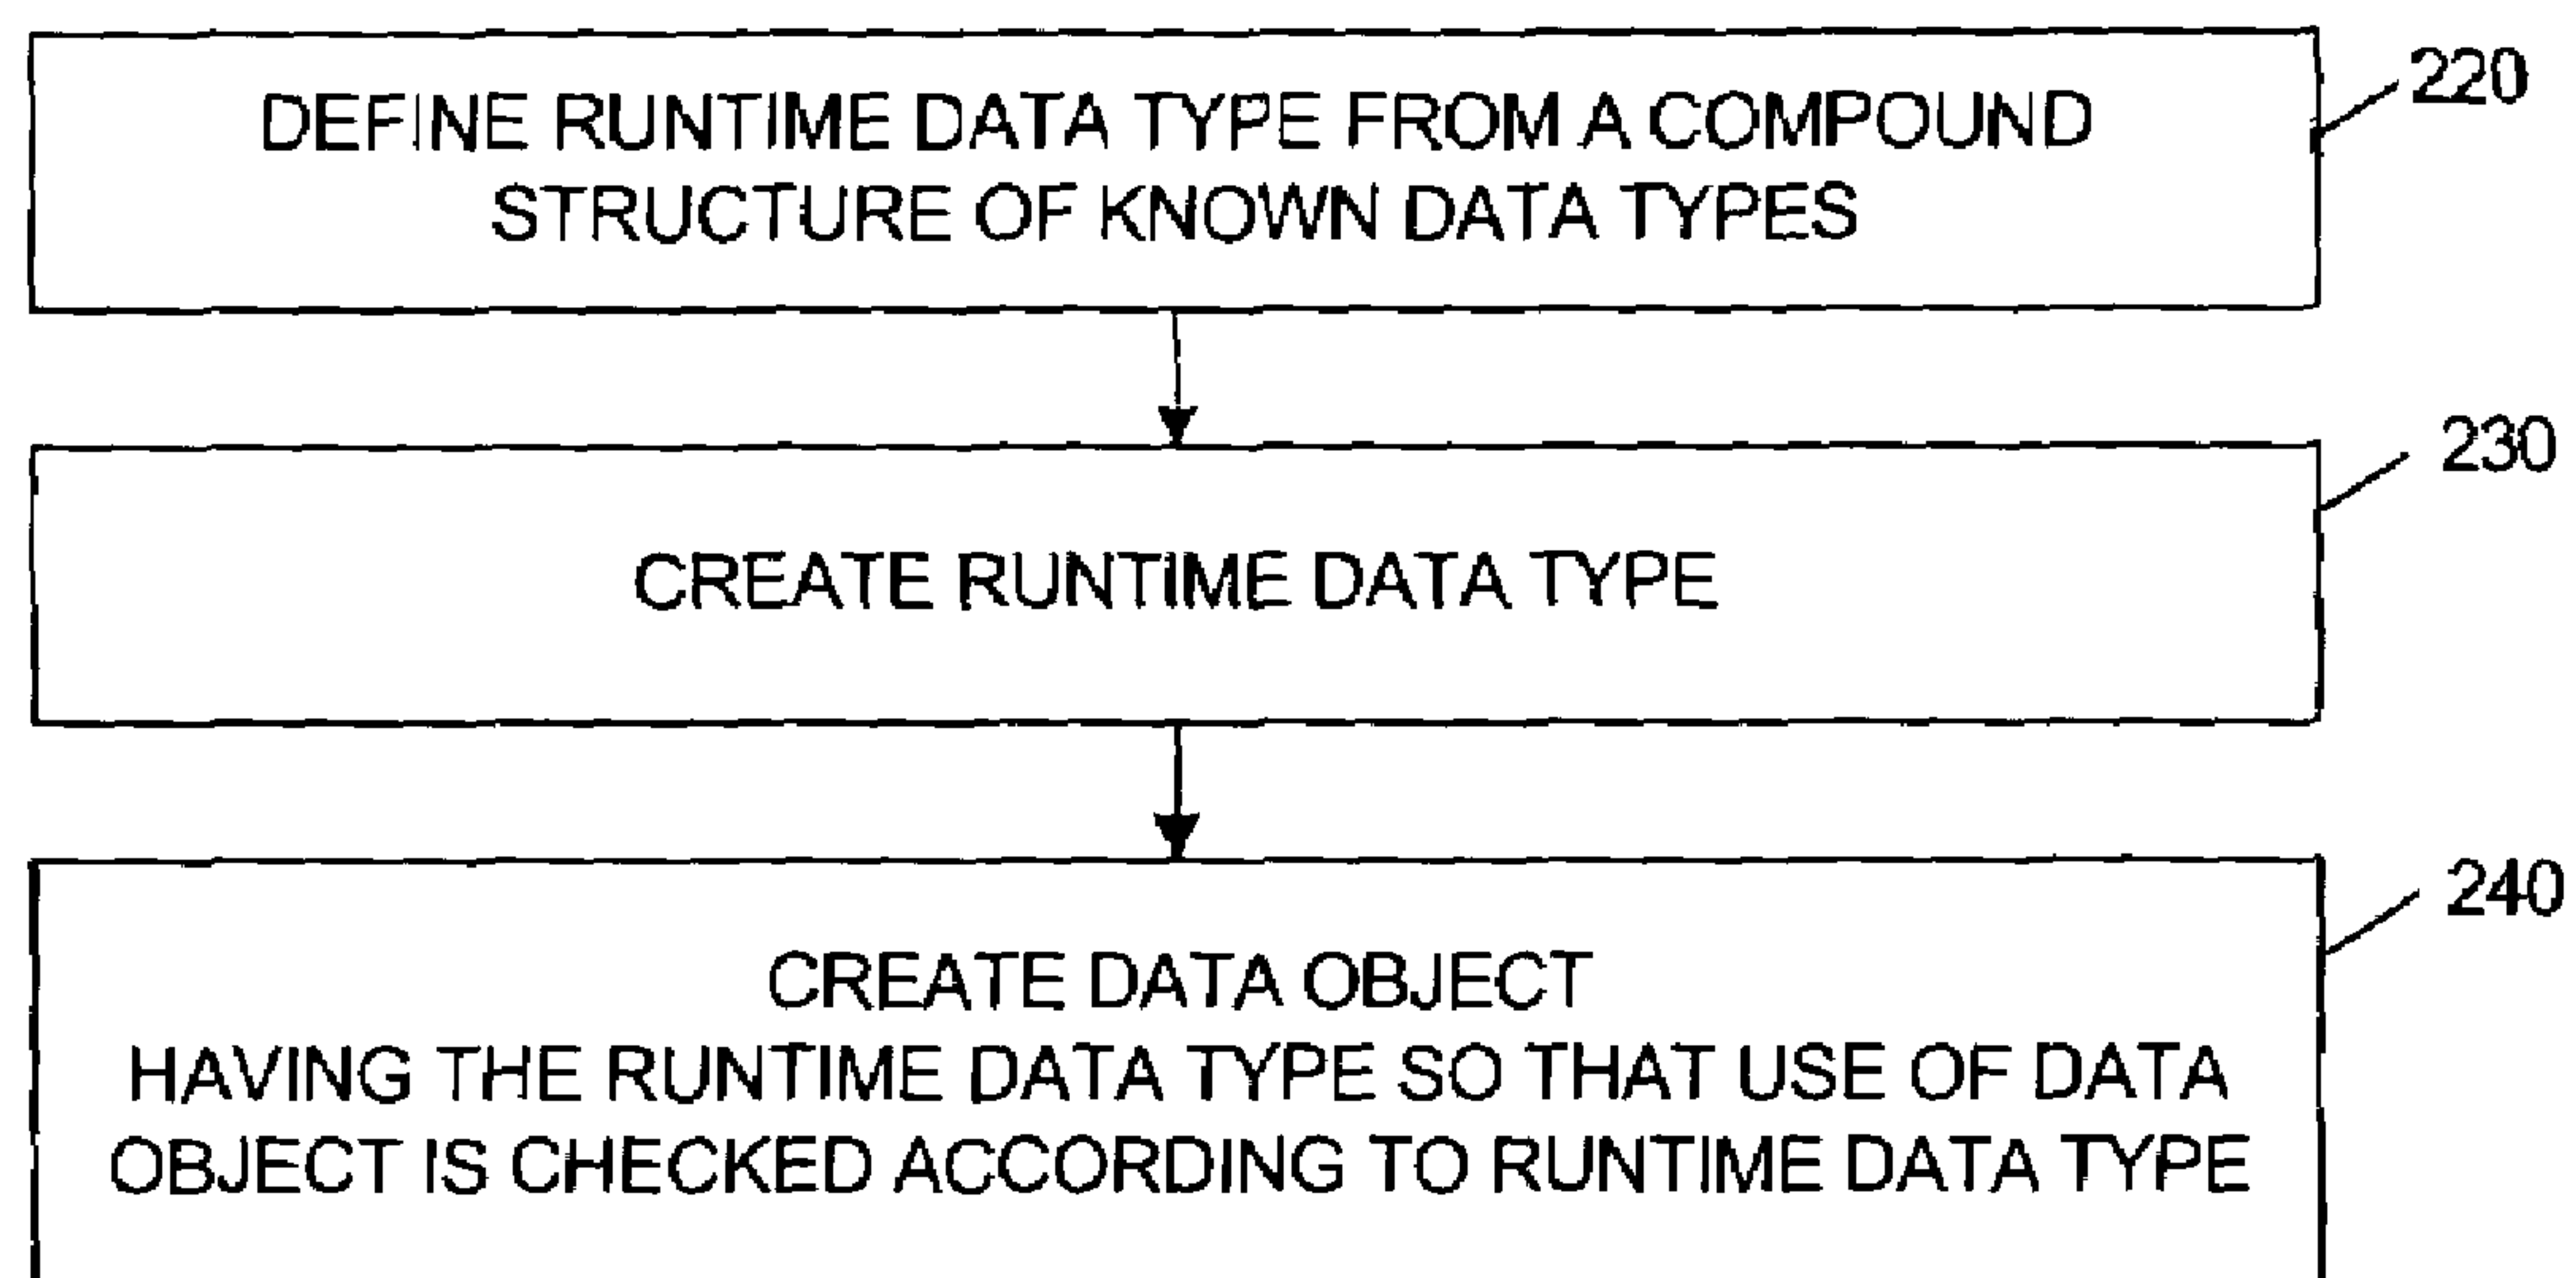 DEFINE RUNTIME DATA TYPE FROM A COMPOUND
STRUCTURE OF KNOWN DATA TYPES
220
CREATE RUNTIME DATA TYPE
230
CREATE DATA OBJECT
HAVING THE RUNTIME DATA TYPE SO THAT USE OF DATA
OBJECT IS CHECKED ACCORDING TO RUNTIME DATA TYPE
240